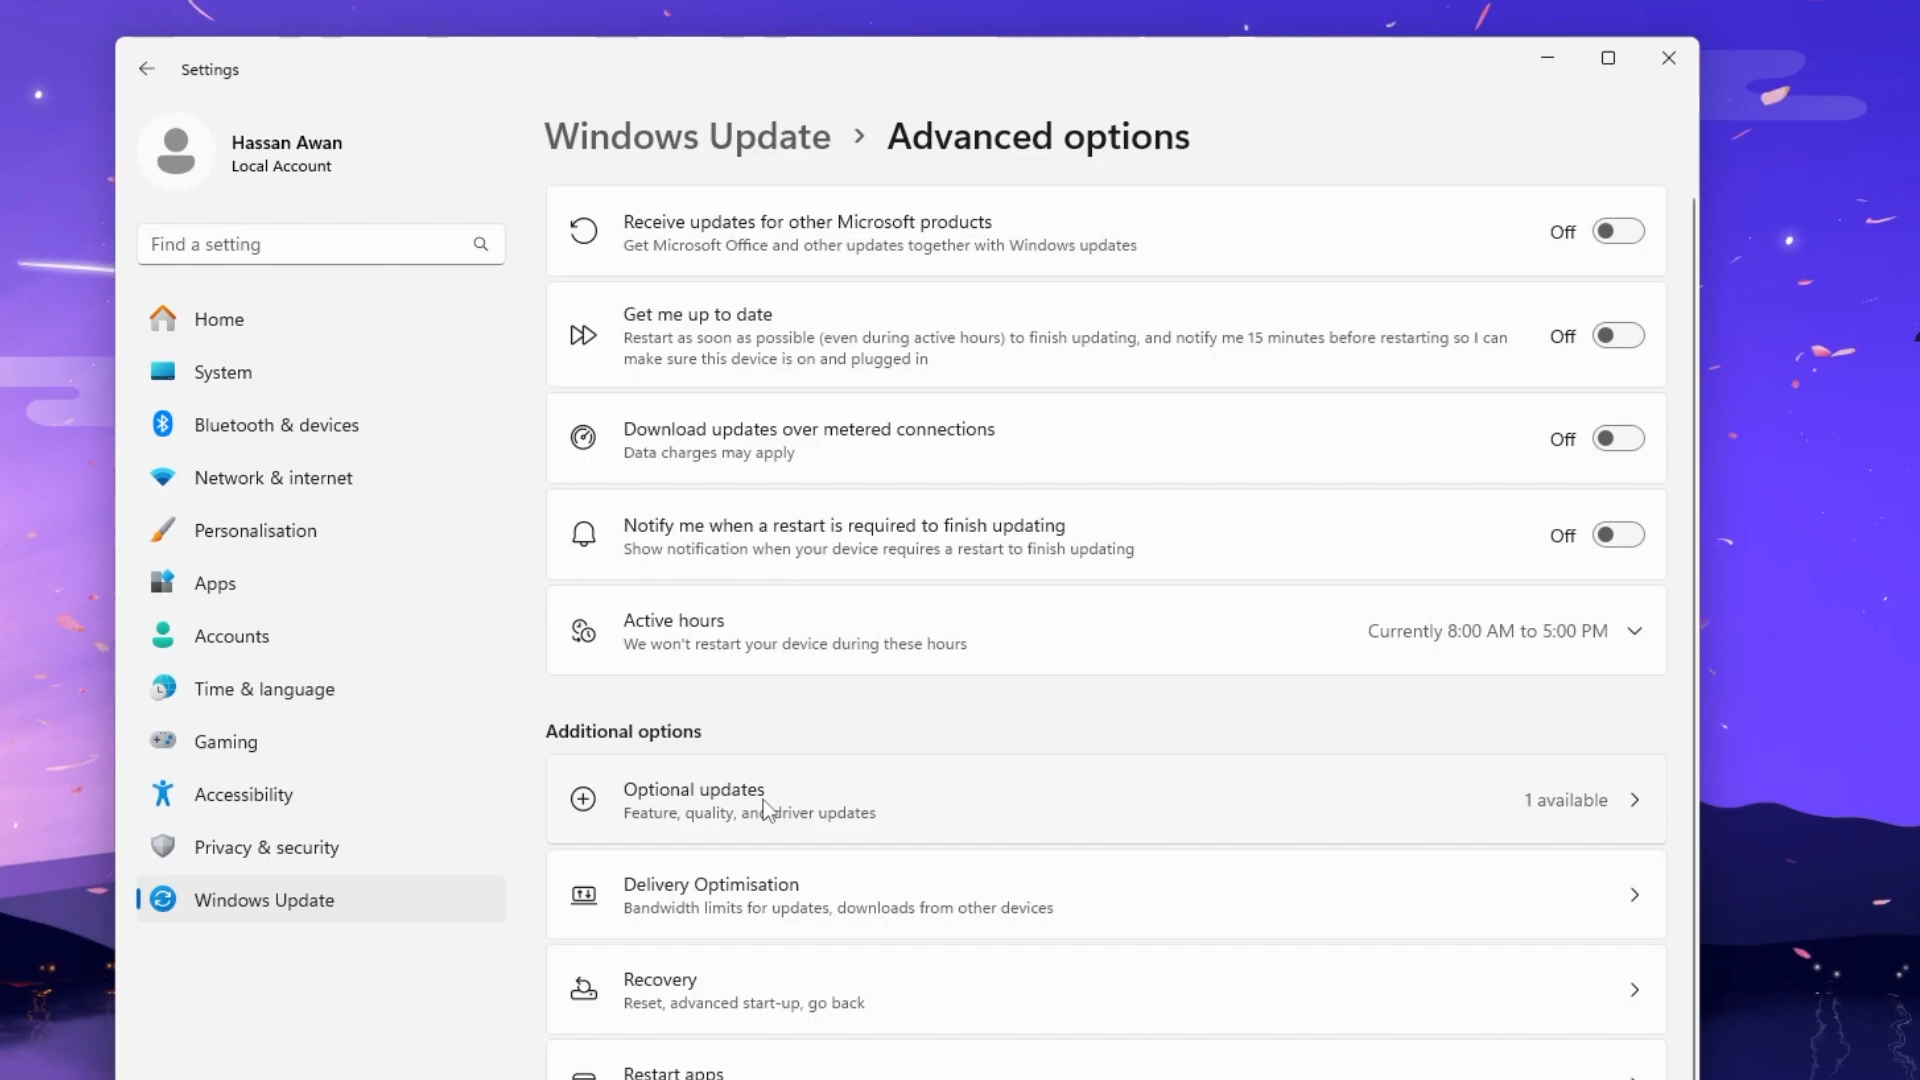 Settings
Hassan Awan
Local Account
Find a setting
Home
System
Bluetooth & devices
Network & internet
Personalisation
Apps
Accounts
Time & language
Gaming
Accessibility
Privacy & security
Windows Update
Windows Update > Advanced options
Receive updates for other Microsoft products
Get Microsoft Office and other updates together with Windows updates
Off
Get me up to date
Restart as soon as possible (even during active hours) to finish updating, and notify me 15 minutes before restarting so I can
make sure this device is on and plugged in
Off
Download updates over metered connections
Data charges may apply
Off
Notify me when a restart is required to finish updating
Show notification when your device requires a restart to finish updating
Off
Active hours
We won't restart your device during these hours
Currently 8:00 AM to 5:00 PM
Additional options
Optional updates
Feature, quality, and driver updates
1 available
Delivery Optimisation
Bandwidth limits for updates, downloads from other devices
Recovery
Reset, advanced start-up, go back
Restart apps